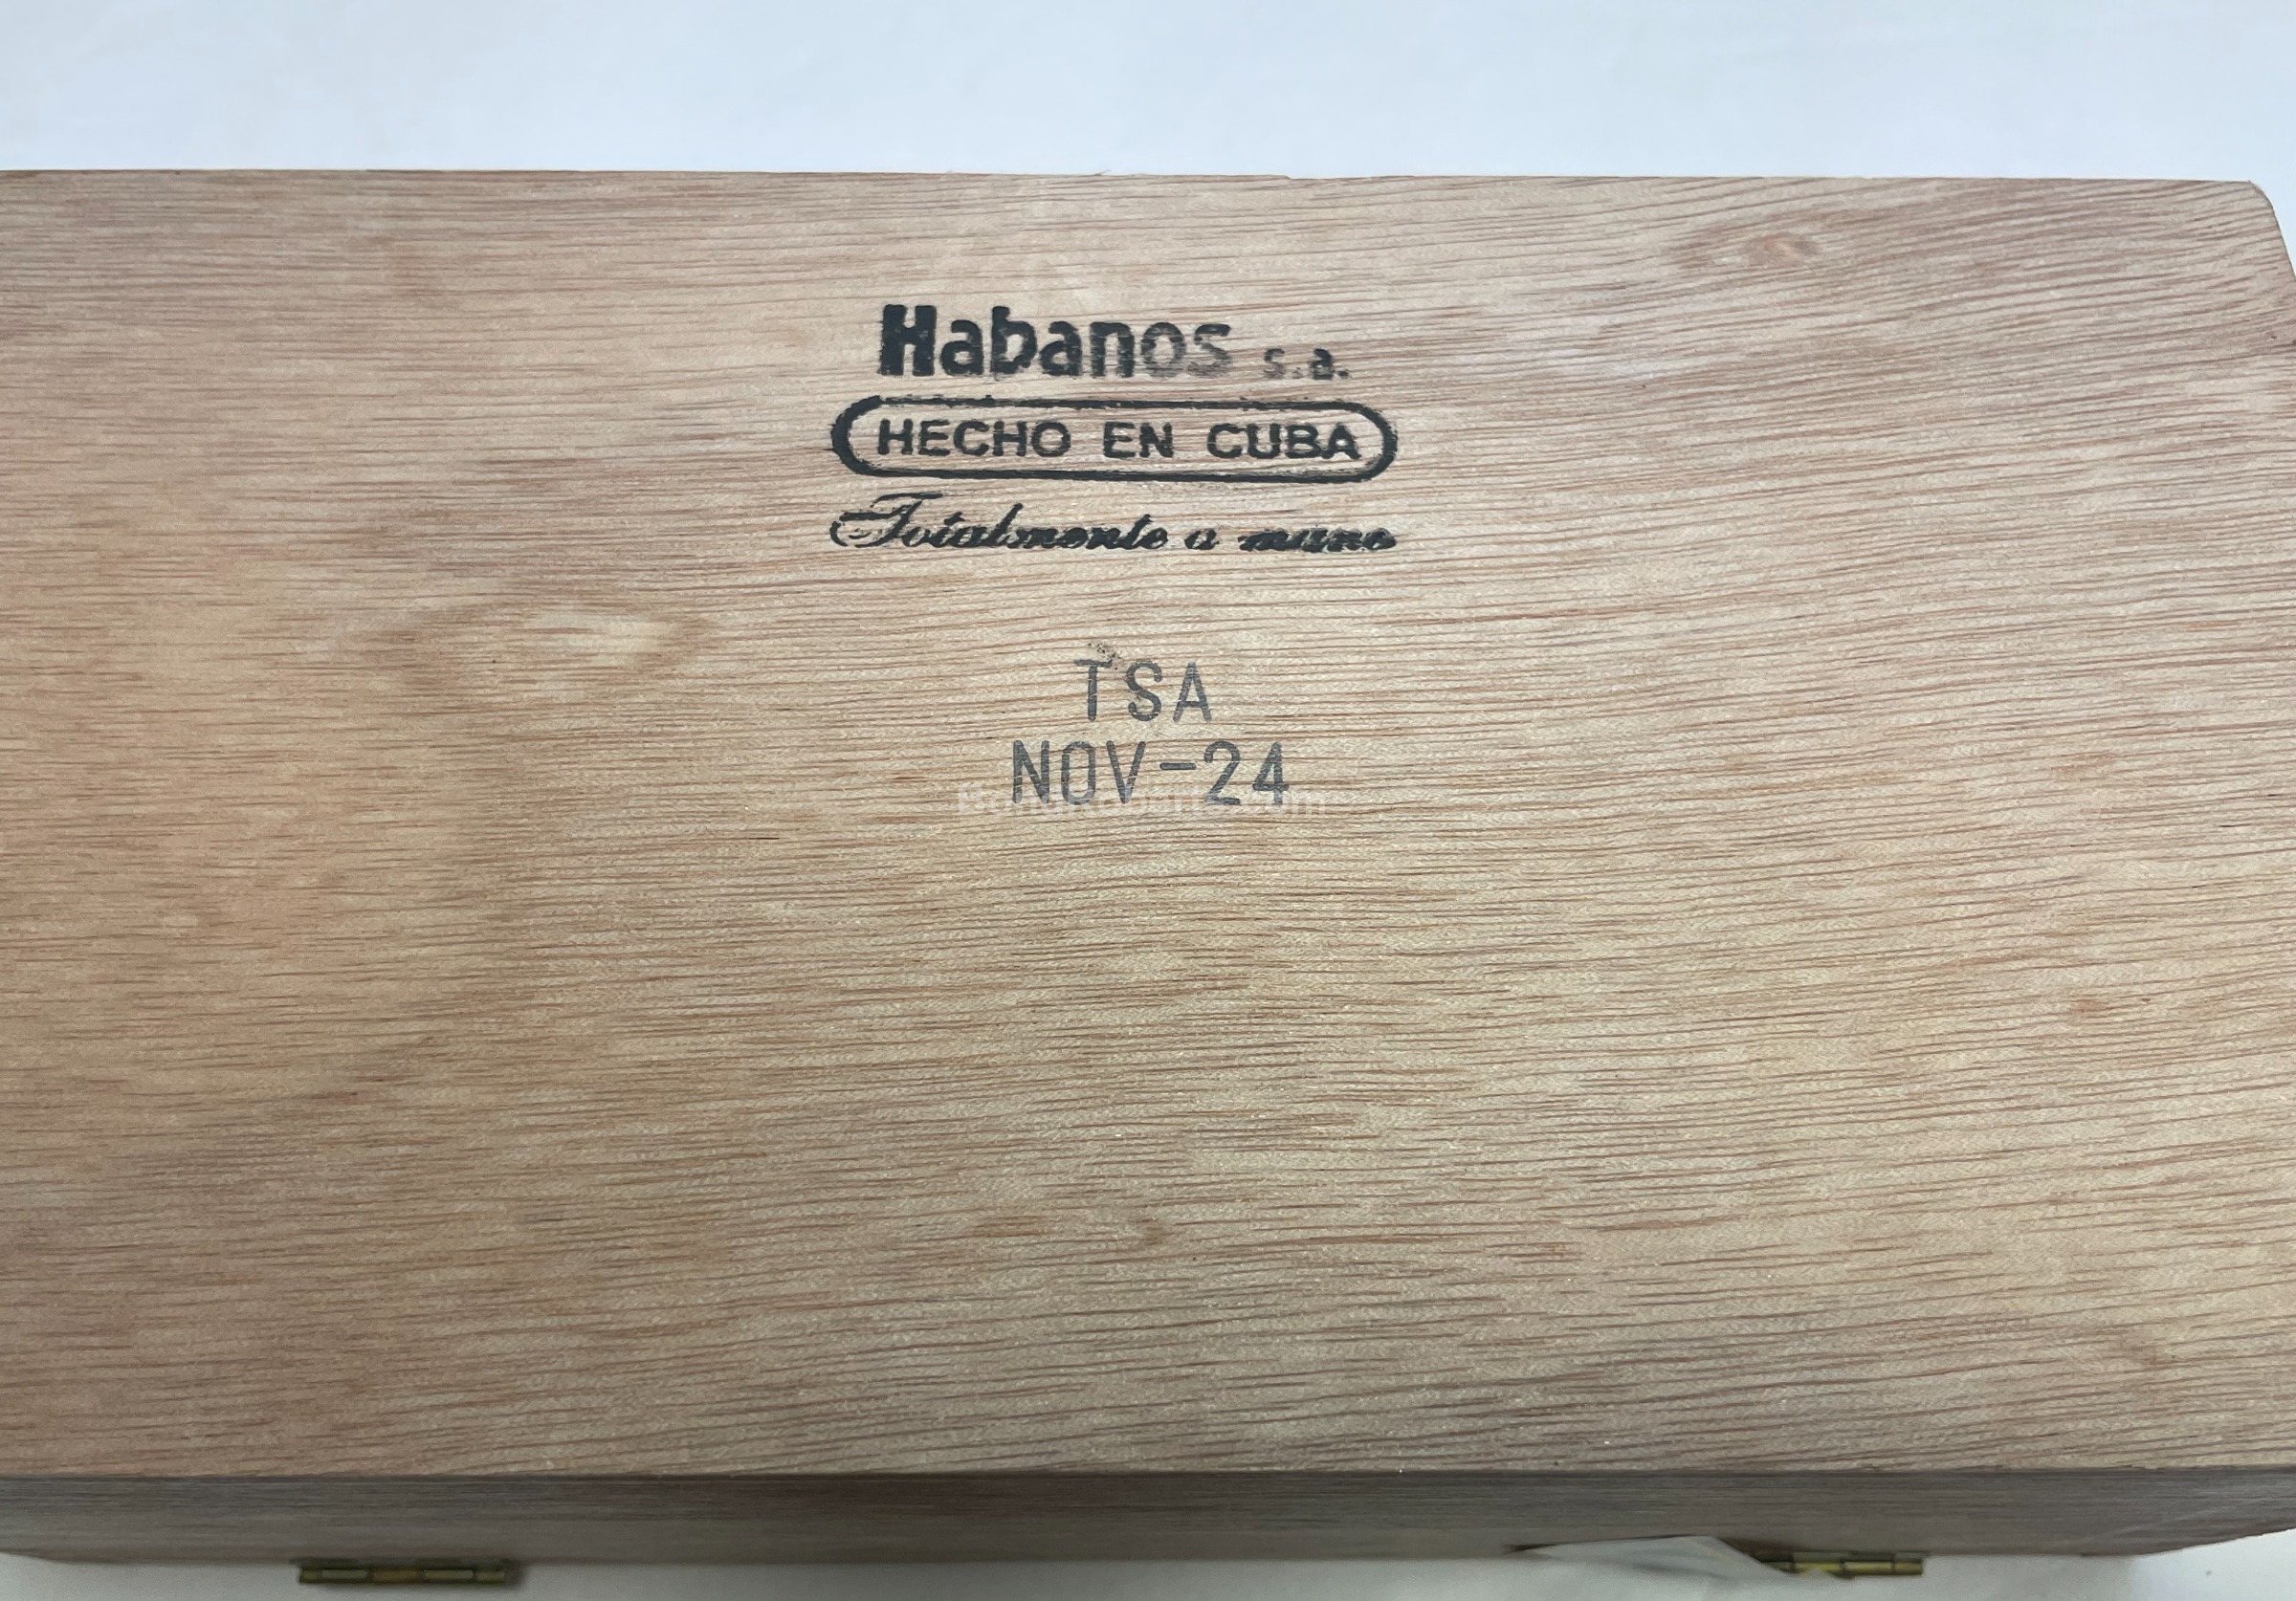 Habanos s.a.
HECHO EN CUBA
Totalmente a mano
TSA
NOV-24